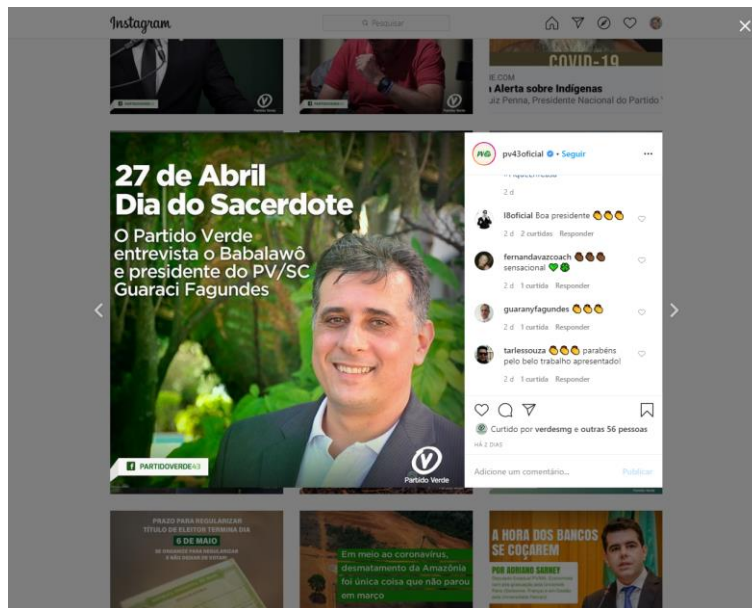 Instagram
Pesquisar
Partido Verde
Partido Verde
COVID-19
Alerta sobre Indígenas
Penna, Presidente Nacional do Partido
27 de Abril
Dia do Sacerdote
O Partido Verde
entrevista o Babalawô
e presidente do PV/SC
Guaraci Fagundes
PARTIDOVERDE43
Partido Verde
pv43oficial • Seguir
2 d
l8oficial Boa presidente 👏👏👏
2 d 2 curtidas Responder
fernandavazcoach 👏🏿👏🏿👏🏿
sensacional 💚
2 d 1 curtida Responder
guaranyfagundes 👏👏👏
2 d 1 curtida Responder
tarlessouza 👏👏👏 parabéns
pelo belo trabalho apresentado!
2 d 1 curtida Responder
Curtido por verdesmg e outras 56 pessoas
HÁ 2 DIAS
Adicione um comentário... Publicar
PRAZO PARA REGULARIZAR
TÍTULO DE ELEITOR TERMINA DIA
6 DE MAIO
Em meio ao coronavírus,
desmatamento da Amazônia
foi única coisa que não parou
em março
A HORA DOS BANCOS
SE COÇAREM
POR ADRIANO SARNEY